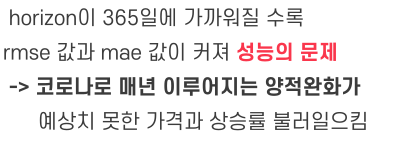 horizon이 365일에 가까워질 수록
rmse 값과 mae 값이 커져 성능의 문제
-> 코로나로 매년 이루어지는 양적완화가
예상치 못한 가격과 상승률 불러일으킴